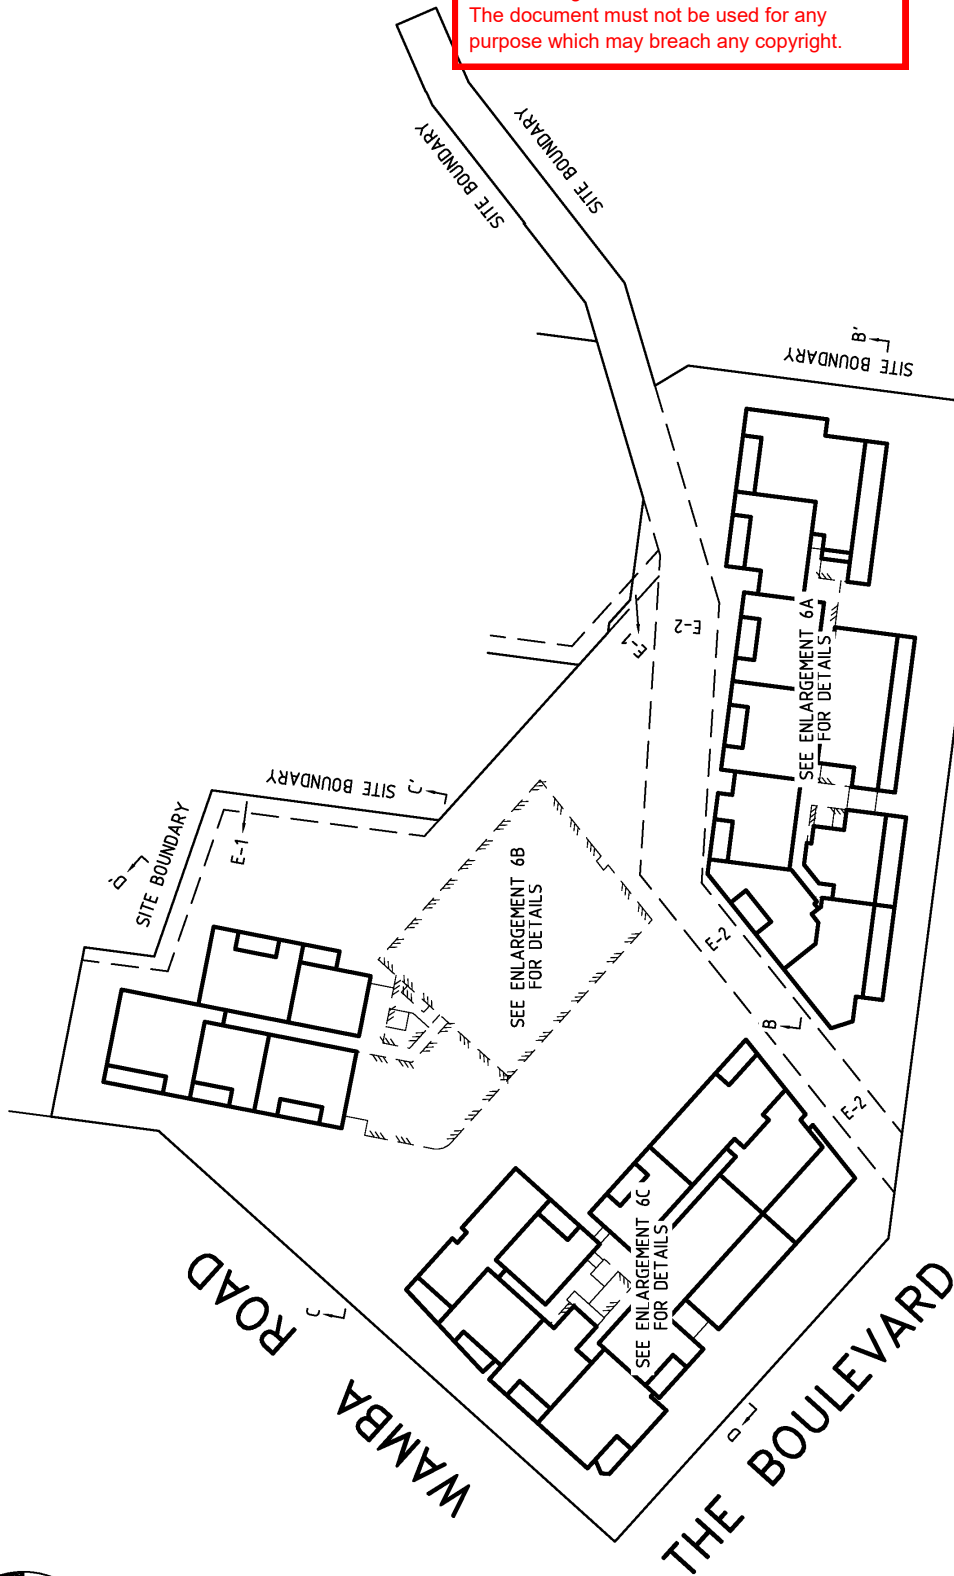 The document must not be used for any
purpose which may breach any copyright.
SITE BOUNDARY
SITE BOUNDARY
B'
SITE BOUNDARY
E-2
E-1
SEE ENLARGEMENT 6A
FOR DETAILS
SITE BOUNDARY
C'
E-1
D'
SITE BOUNDARY
SEE ENLARGEMENT 6B
FOR DETAILS
E-2
B
E-2
SEE ENLARGEMENT 6C
FOR DETAILS
C
D
WAMBA ROAD
THE BOULEVARD